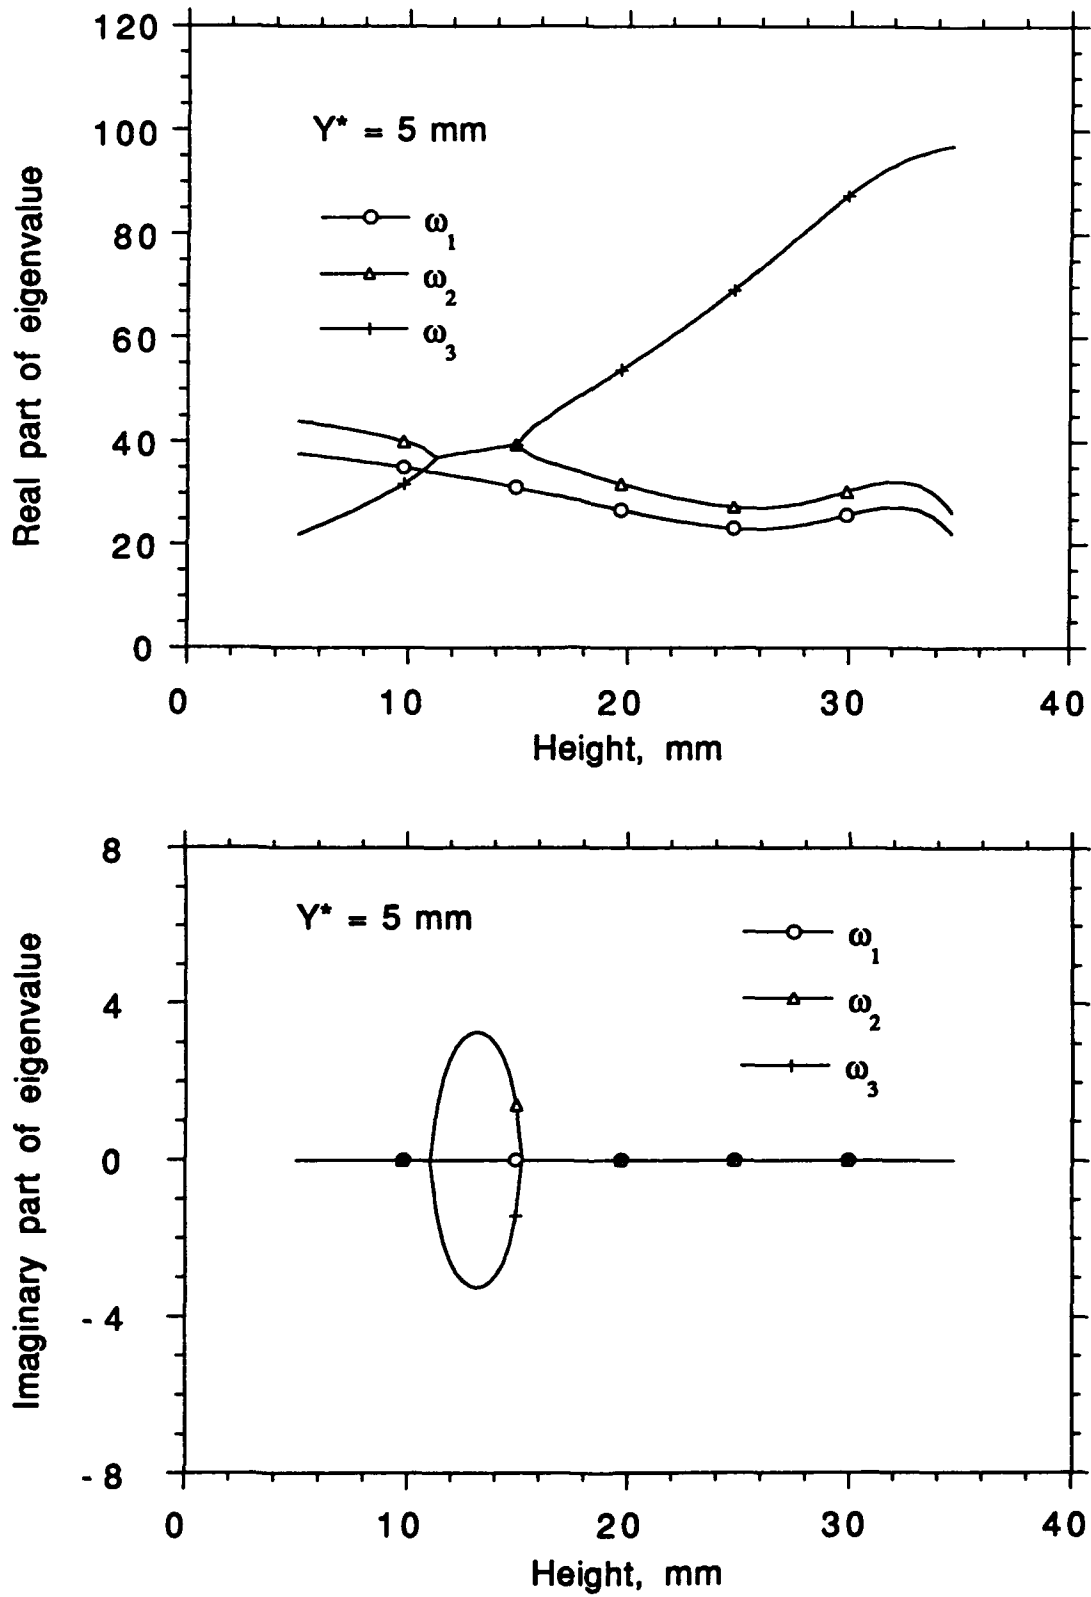 120
100
80
60
40
20
0
Real part of eigenvalue
Y* = 5 mm
ω1
ω2
ω3
0 10 20 30 40
Height, mm
8
4
0
-4
-8
Imaginary part of eigenvalue
Y* = 5 mm
ω1
ω2
ω3
0 10 20 30 40
Height, mm